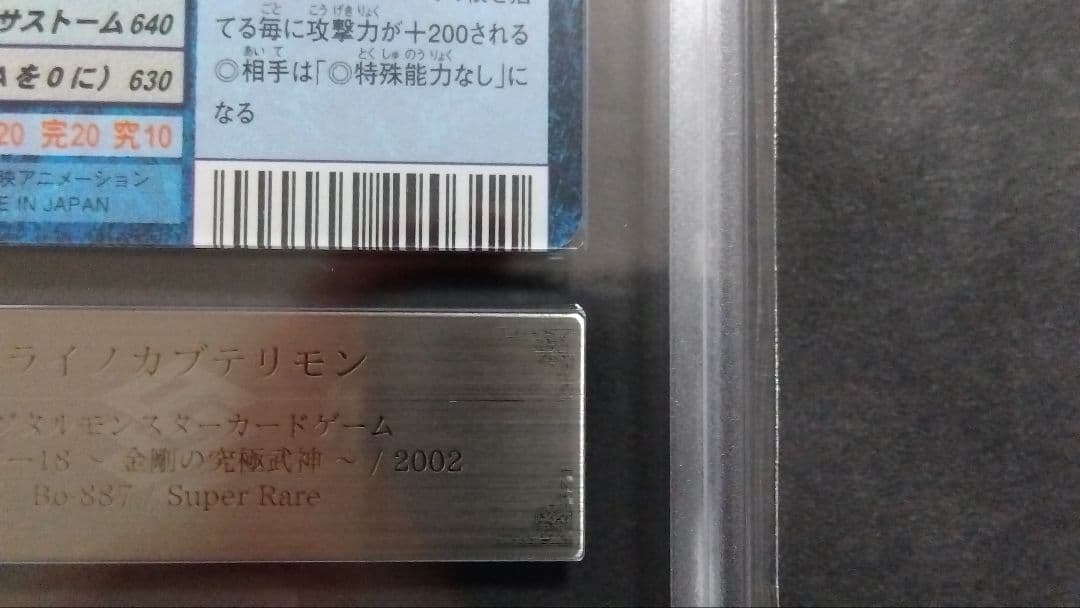 サストーム 640
Aを0に) 630
20 完20 究10
映アニメーション
E IN JAPAN
てる毎に攻撃力が＋200される
◎相手は「◎特殊能力なし」に
なる
ライノカブテリモン
ジタルモンスターカードゲーム
ー18 ~ 金剛の究極武神 ~ / 2002
Bo-887 / Super Rare